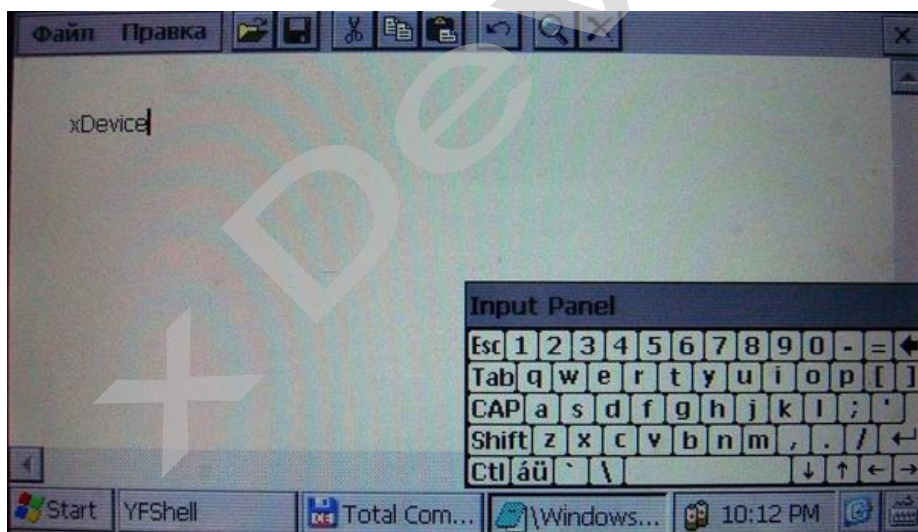 Файл Правка
xDevice
x Dev
Input Panel
Esc 1 2 3 4 5 6 7 8 9 0 - =
Tab q w e r t y u i o p [ ]
CAP a s d f g h j k l ; '
Shift z x c v b n m , . /
Ctl áü ` \
Start YFShell Total Com... \Windows... 10:12 PM